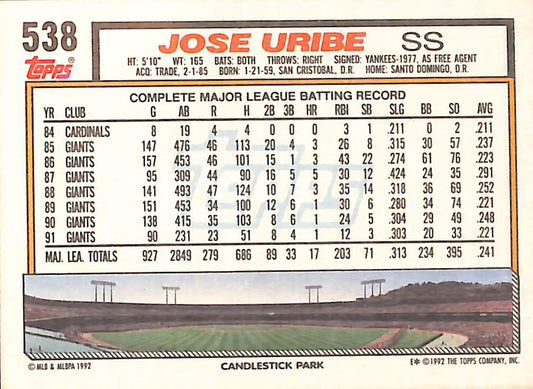 538 JOSE URIBE SS
Topps®
HT: 5'10" WT: 165 BATS: BOTH THROWS: RIGHT SIGNED: YANKEES-1977, AS FREE AGENT
ACQ: TRADE, 2-1-85 BORN: 1-21-59, SAN CRISTOBAL, D.R. HOME: SANTO DOMINGO, D.R.
COMPLETE MAJOR LEAGUE BATTING RECORD
YR CLUB G AB R H 2B 3B HR RBI SB SLG BB SO AVG
84 CARDINALS 8 19 4 4 0 0 0 3 1 .211 0 2 .211
85 GIANTS 147 476 46 113 20 4 3 26 8 .315 30 57 .237
86 GIANTS 157 453 46 101 15 1 3 43 22 .274 61 76 .223
87 GIANTS 95 309 44 90 16 5 5 30 12 .424 24 35 .291
88 GIANTS 141 493 47 124 10 7 3 35 14 .318 36 69 .252
89 GIANTS 151 453 34 100 12 6 1 30 6 .280 34 74 .221
90 GIANTS 138 415 35 103 8 6 1 24 5 .304 29 49 .248
91 GIANTS 90 231 23 51 8 4 1 12 3 .303 20 33 .221
MAJ. LEA. TOTALS 927 2849 279 686 89 33 17 203 71 .313 234 395 .241
Topps
© MLB & MLBPA 1992 CANDLESTICK PARK E* © 1992 THE TOPPS COMPANY, INC.